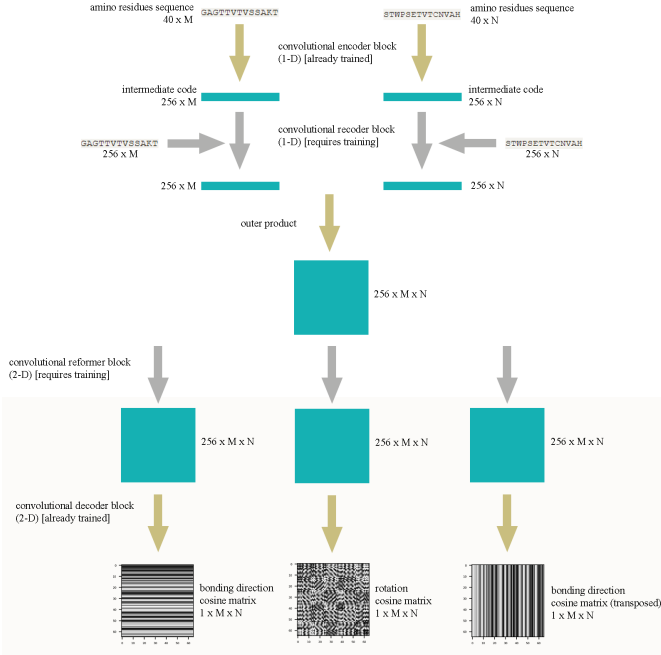 amino residues sequence
40 x M
GAGTTVTVSSAKT
STWPSETVTCNVAH
amino residues sequence
40 x N
convolutional encoder block
(1-D) [already trained]
intermediate code
256 x M
intermediate code
256 x N
convolutional recoder block
(1-D) [requires training]
GAGTTVTVSSAKT
256 x M
STWPSETVTCNVAH
256 x N
256 x M
256 x N
outer product
256 x M x N
convolutional reformer block
(2-D) [requires training]
256 x M x N
256 x M x N
256 x M x N
convolutional decoder block
(2-D) [already trained]
bonding direction
cosine matrix
1 x M x N
rotation
cosine matrix
1 x M x N
bonding direction
cosine matrix (transposed)
1 x M x N